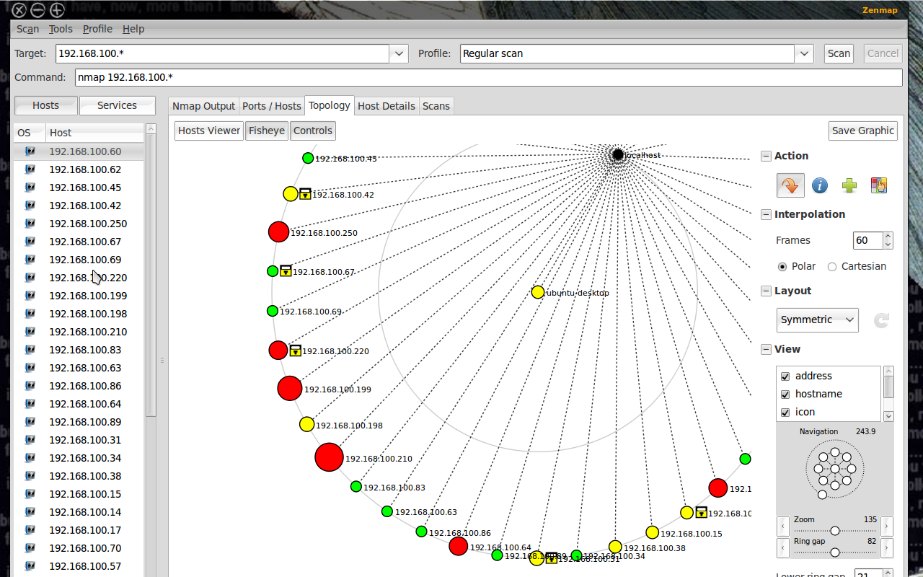 Zenmap
Scan Tools Profile Help
Target: 192.168.100.* Profile: Regular scan Scan Cancel
Command: nmap 192.168.100.*
Hosts Services
Nmap Output Ports / Hosts Topology Host Details Scans
OS Host
192.168.100.60
192.168.100.62
192.168.100.45
192.168.100.42
192.168.100.250
192.168.100.67
192.168.100.69
192.168.100.220
192.168.100.199
192.168.100.198
192.168.100.210
192.168.100.83
192.168.100.63
192.168.100.86
192.168.100.64
192.168.100.89
192.168.100.31
192.168.100.34
192.168.100.38
192.168.100.15
192.168.100.14
192.168.100.17
192.168.100.70
192.168.100.57
Hosts Viewer Fisheye Controls Save Graphic
localhost
192.168.100.45
192.168.100.42
192.168.100.250
192.168.100.67
ubuntu-desktop
192.168.100.69
192.168.100.220
192.168.100.199
192.168.100.198
192.168.100.210
192.168.100.83
192.1
192.168.100.63
192.168.10
192.168.100.86
192.168.100.15
192.168.100.64
192.168.100.38
192.168.100.31
192.168.100.34
Action
Interpolation
Frames 60
Polar Cartesian
Layout
Symmetric
View
address
hostname
icon
Navigation 243.9
Zoom 135
Ring gap 82
Lower ring gap 21